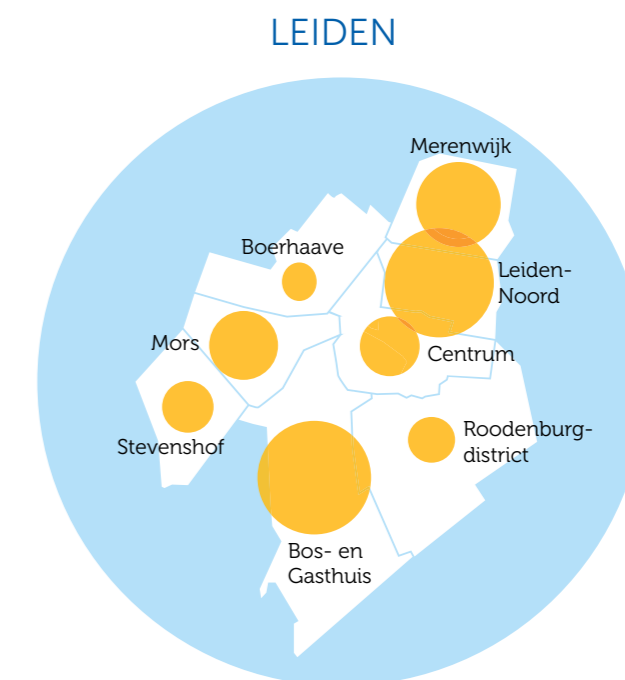 LEIDEN
Merenwijk
Boerhaave
Leiden-
Noord
Mors
Centrum
Stevenshof
Roodenburg-
district
Bos- en
Gasthuis